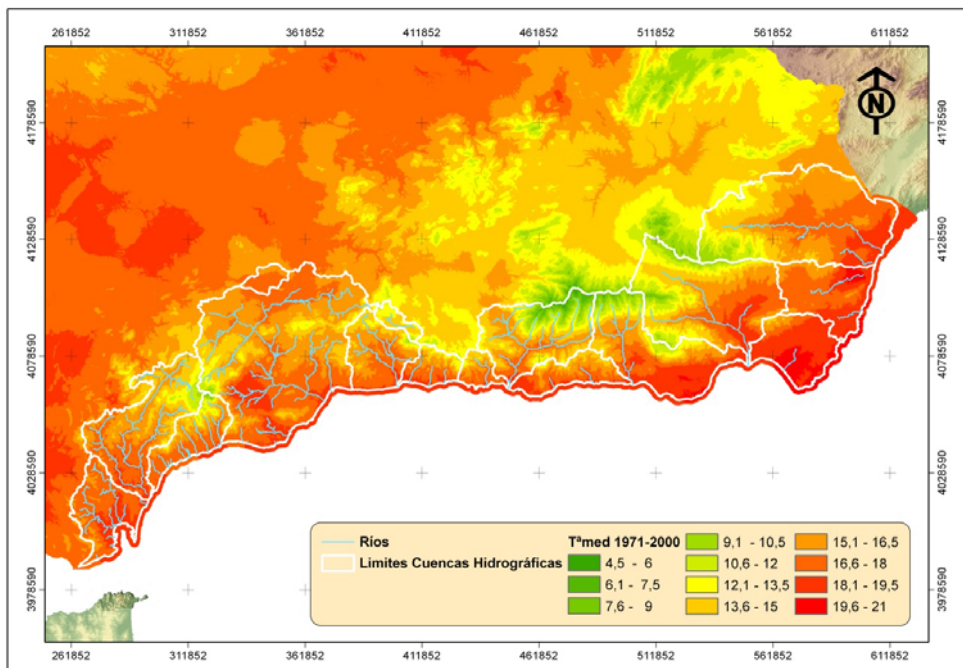 261852 311852 361852 411852 461852 511852 561852 611852
4178590 4178590
4128590 4128590
4078590 4078590
4028590 4028590
3978590 3978590
N
Ríos
Limites Cuencas Hidrográficas
Tªmed 1971-2000
4,5 - 6
6,1 - 7,5
7,6 - 9
9,1 - 10,5
10,6 - 12
12,1 - 13,5
13,6 - 15
15,1 - 16,5
16,6 - 18
18,1 - 19,5
19,6 - 21
261852 311852 361852 411852 461852 511852 561852 611852